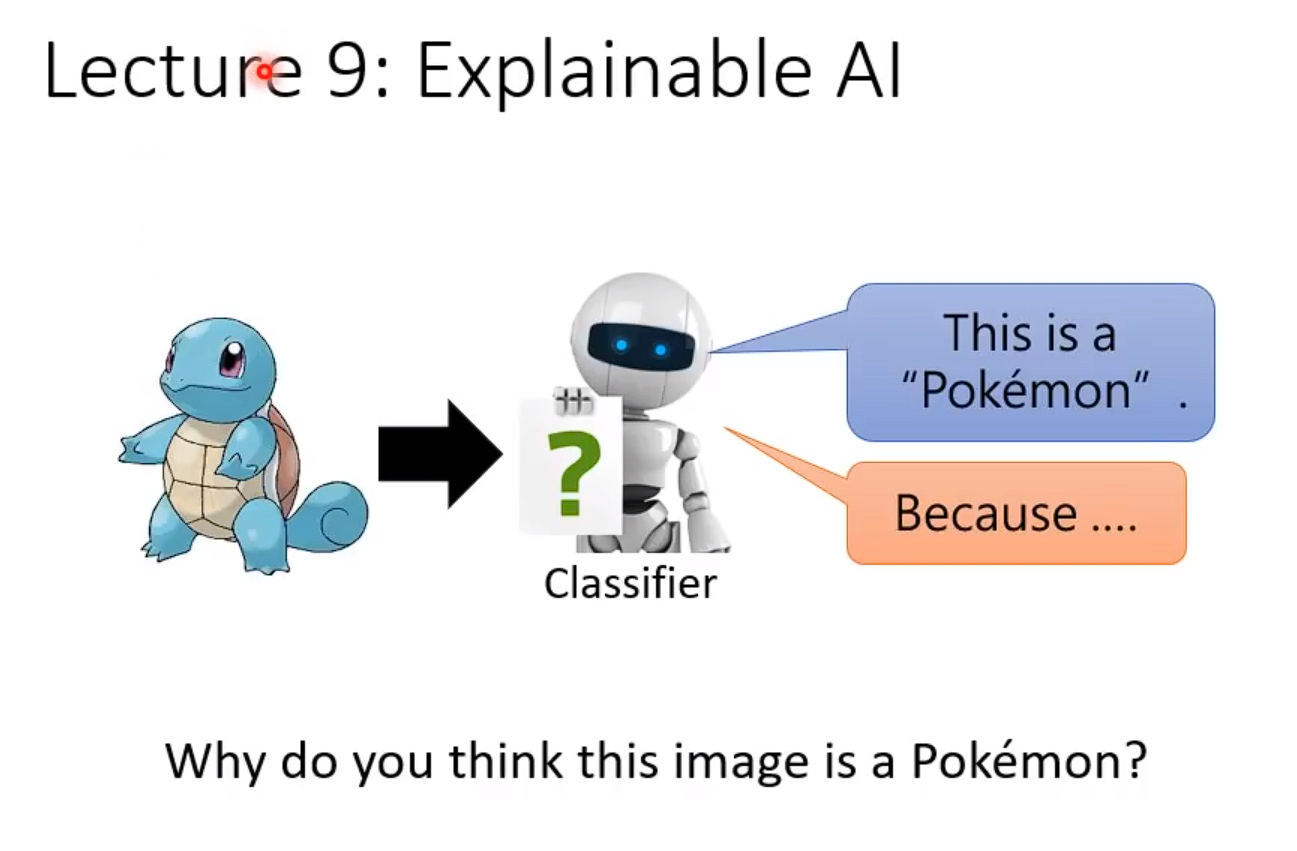 Lecture 9: Explainable AI
This is a
“Pokémon” .
?
Because ....
Classifier
Why do you think this image is a Pokémon?